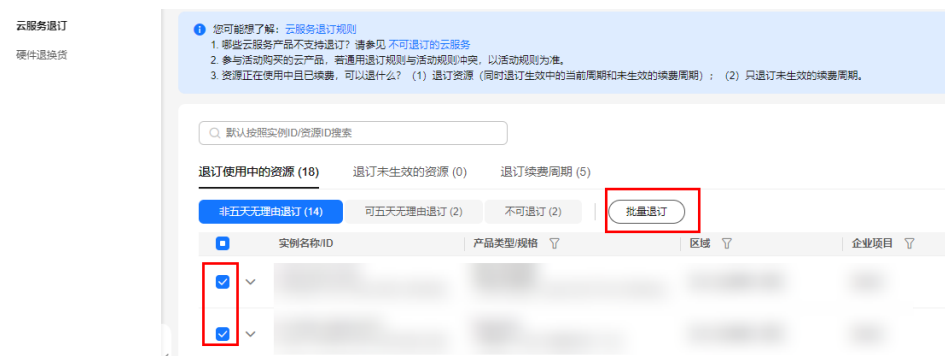 云服务退订
硬件退换货
您可能想了解：云服务退订规则
1. 哪些云服务产品不支持退订？请参见 不可退订的云服务
2. 参与活动购买的云产品，若通用退订规则与活动规则冲突，以活动规则为准。
3. 资源正在使用中且已续费，可以退什么？（1）退订资源（同时退订生效中的当前周期和未生效的续费周期）；（2）只退订未生效的续费周期。
默认按照实例ID/资源ID搜索
退订使用中的资源 (18) 退订未生效的资源 (0) 退订续费周期 (5)
非五天无理由退订 (14) 可五天无理由退订 (2) 不可退订 (2) 批量退订
实例名称/ID 产品类型/规格 区域 企业项目